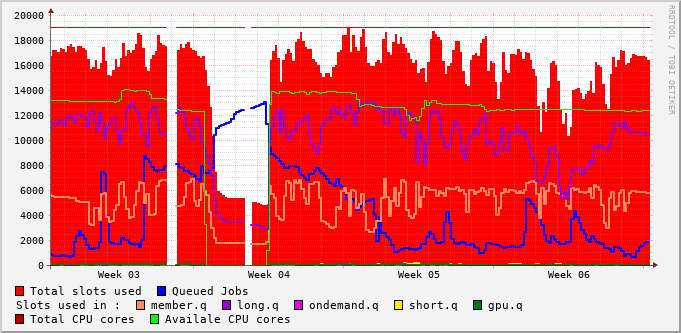 20000
18000
16000
14000
12000
10000
8000
6000
4000
2000
0
Week 03 Week 04 Week 05 Week 06
RRDTOOL / TOBI OETIKER
Total slots used Queued Jobs
Slots used in : member.q long.q ondemand.q short.q gpu.q
Total CPU cores Availale CPU cores